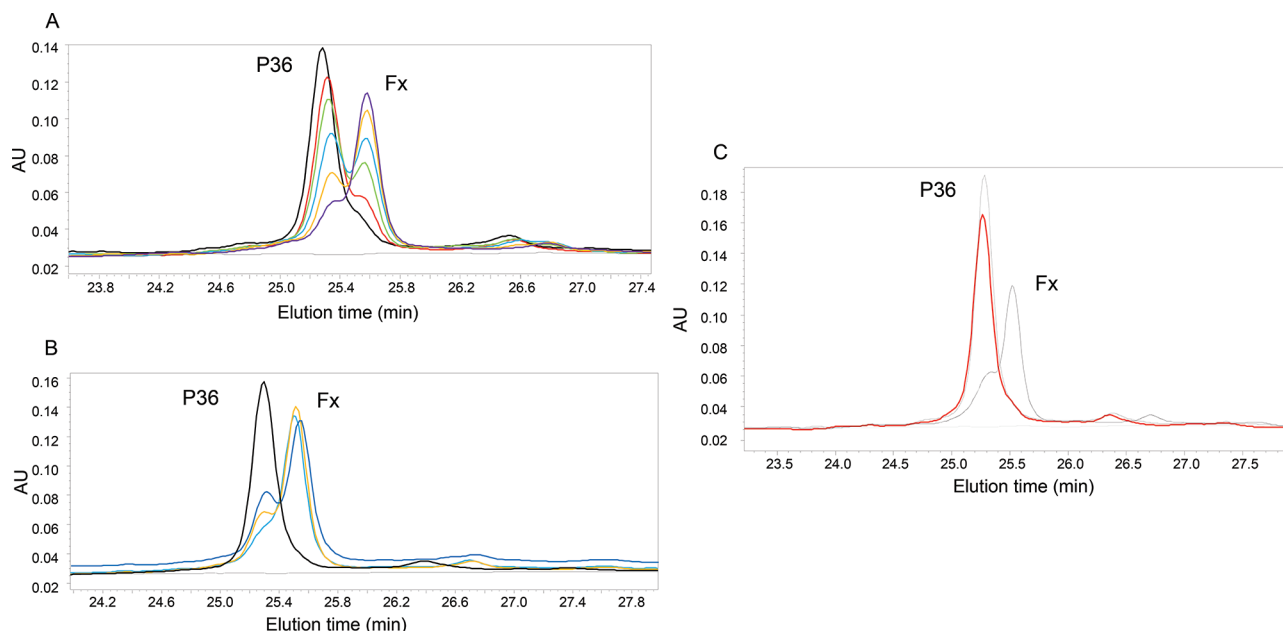 A
P36
Fx
0.14
0.12
0.10
0.08
0.06
0.04
0.02
AU
23.8 24.2 24.6 25.0 25.4 25.8 26.2 26.6 27.0 27.4
Elution time (min)
B
P36
Fx
0.16
0.14
0.12
0.10
0.08
0.06
0.04
0.02
AU
24.2 24.6 25.0 25.4 25.8 26.2 26.7 27.0 27.4 27.8
Elution time (min)
C
P36
Fx
0.18
0.16
0.14
0.12
0.10
0.08
0.06
0.04
0.02
AU
23.5 24.0 24.5 25.0 25.5 26.0 26.5 27.0 27.5
Elution time (min)